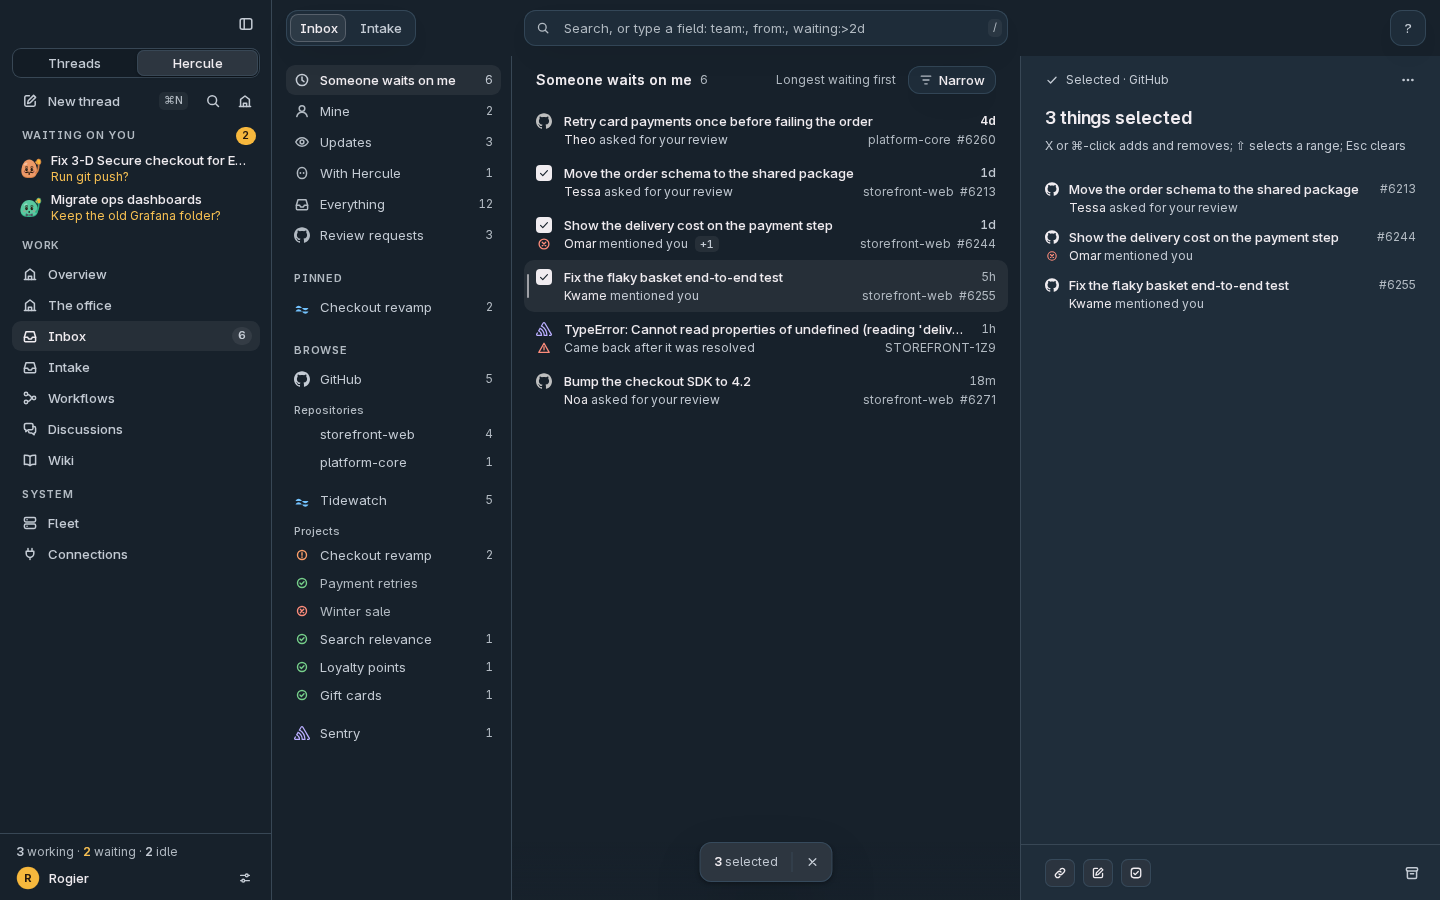 Threads
Hercule
New thread
⌘N
WAITING ON YOU
2
Fix 3-D Secure checkout for E…
Run git push?
Migrate ops dashboards
Keep the old Grafana folder?
WORK
Overview
The office
Inbox
6
Intake
Workflows
Discussions
Wiki
SYSTEM
Fleet
Connections
3 working · 2 waiting · 2 idle
R
Rogier
Inbox
Intake
Someone waits on me
6
Mine
2
Updates
3
With Hercule
1
Everything
12
Review requests
3
PINNED
Checkout revamp
2
BROWSE
GitHub
5
Repositories
storefront-web
4
platform-core
1
Tidewatch
5
Projects
Checkout revamp
2
Payment retries
Winter sale
Search relevance
1
Loyalty points
1
Gift cards
1
Sentry
1
Search, or type a field: team:, from:, waiting:>2d
/
?
Someone waits on me 6
Longest waiting first
Narrow
Retry card payments once before failing the order
4d
Theo asked for your review
platform-core #6260
Move the order schema to the shared package
1d
Tessa asked for your review
storefront-web #6213
Show the delivery cost on the payment step
1d
Omar mentioned you +1
storefront-web #6244
Fix the flaky basket end-to-end test
5h
Kwame mentioned you
storefront-web #6255
TypeError: Cannot read properties of undefined (reading 'deliv…
1h
Came back after it was resolved
STOREFRONT-1Z9
Bump the checkout SDK to 4.2
18m
Noa asked for your review
storefront-web #6271
3 selected
Selected · GitHub
3 things selected
X or ⌘-click adds and removes; ⇧ selects a range; Esc clears
Move the order schema to the shared package
#6213
Tessa asked for your review
Show the delivery cost on the payment step
#6244
Omar mentioned you
Fix the flaky basket end-to-end test
#6255
Kwame mentioned you